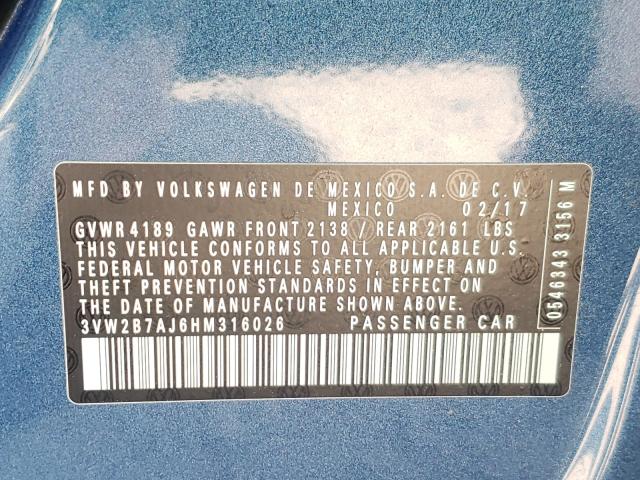 MFD BY VOLKSWAGEN DE MEXICO S.A. DE C.V.
MEXICO 02/17
GVWR 4189 GAWR FRONT 2138 / REAR 2161 LBS
THIS VEHICLE CONFORMS TO ALL APPLICABLE U.S.
FEDERAL MOTOR VEHICLE SAFETY, BUMPER AND
THEFT PREVENTION STANDARDS IN EFFECT ON
THE DATE OF MANUFACTURE SHOWN ABOVE.
3VW2B7AJ6HM316026 PASSENGER CAR
0546343 3156 M